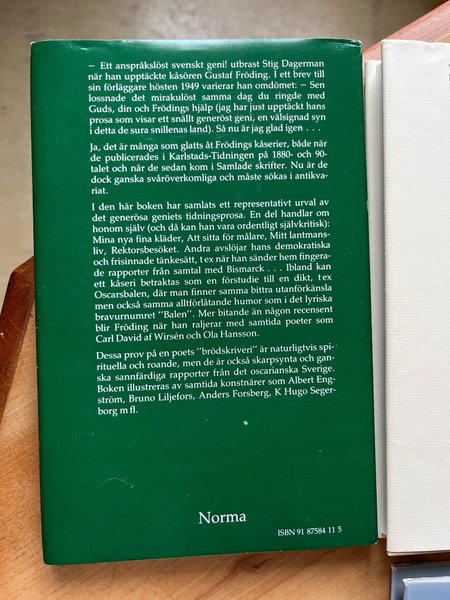 – Ett anspråkslöst svenskt geni! utbrast Stig Dagerman
när han upptäckte kåsören Gustaf Fröding. I ett brev till
sin förläggare hösten 1949 varierar han omdömet: – Sen
lossnade det mirakulöst samma dag du ringde med
Guds, din och Frödings hjälp (jag har just upptäckt hans
prosa som visar ett snällt generöst geni, en välsignad syn
i detta de sura snillenas land). Så nu är jag glad igen . . .
Ja, det är många som glatts åt Frödings kåserier, både när
de publicerades i Karlstads-Tidningen på 1880- och 90-
talet och när de sedan kom i Samlade skrifter. Nu är de
dock ganska svåröverkomliga och måste sökas i antikva-
riat.
I den här boken har samlats ett representativt urval av
det generösa geniets tidningsprosa. En del handlar om
honom själv (och då kan han vara ordentligt självkritisk):
Mina nya fina kläder, Att sitta för målare, Mitt lantmans-
liv, Rektorsbesöket. Andra avslöjar hans demokratiska
och frisinnade tänkesätt, t ex när han sänder hem fingera-
de rapporter från samtal med Bismarck . . . Ibland kan
ett kåseri betraktas som en förstudie till en dikt, t ex
Oscarsbalen, där man finner samma bittra utanförkänsla
men också samma alltförlåtande humor som i det lyriska
bravurnumret "Balen". Mer bitande än någon recensent
blir Fröding när han raljerar med samtida poeter som
Carl David af Wirsén och Ola Hansson.
Dessa prov på en poets "brödskriveri" är naturligtvis spi-
rituella och roande, men de är också skarpsynta och gan-
ska sannfärdiga rapporter från det oscarianska Sverige.
Boken illustreras av samtida konstnärer som Albert Eng-
ström, Bruno Liljefors, Anders Forsberg, K Hugo Seger-
borg m fl.
Norma
ISBN 91 87584 11 5